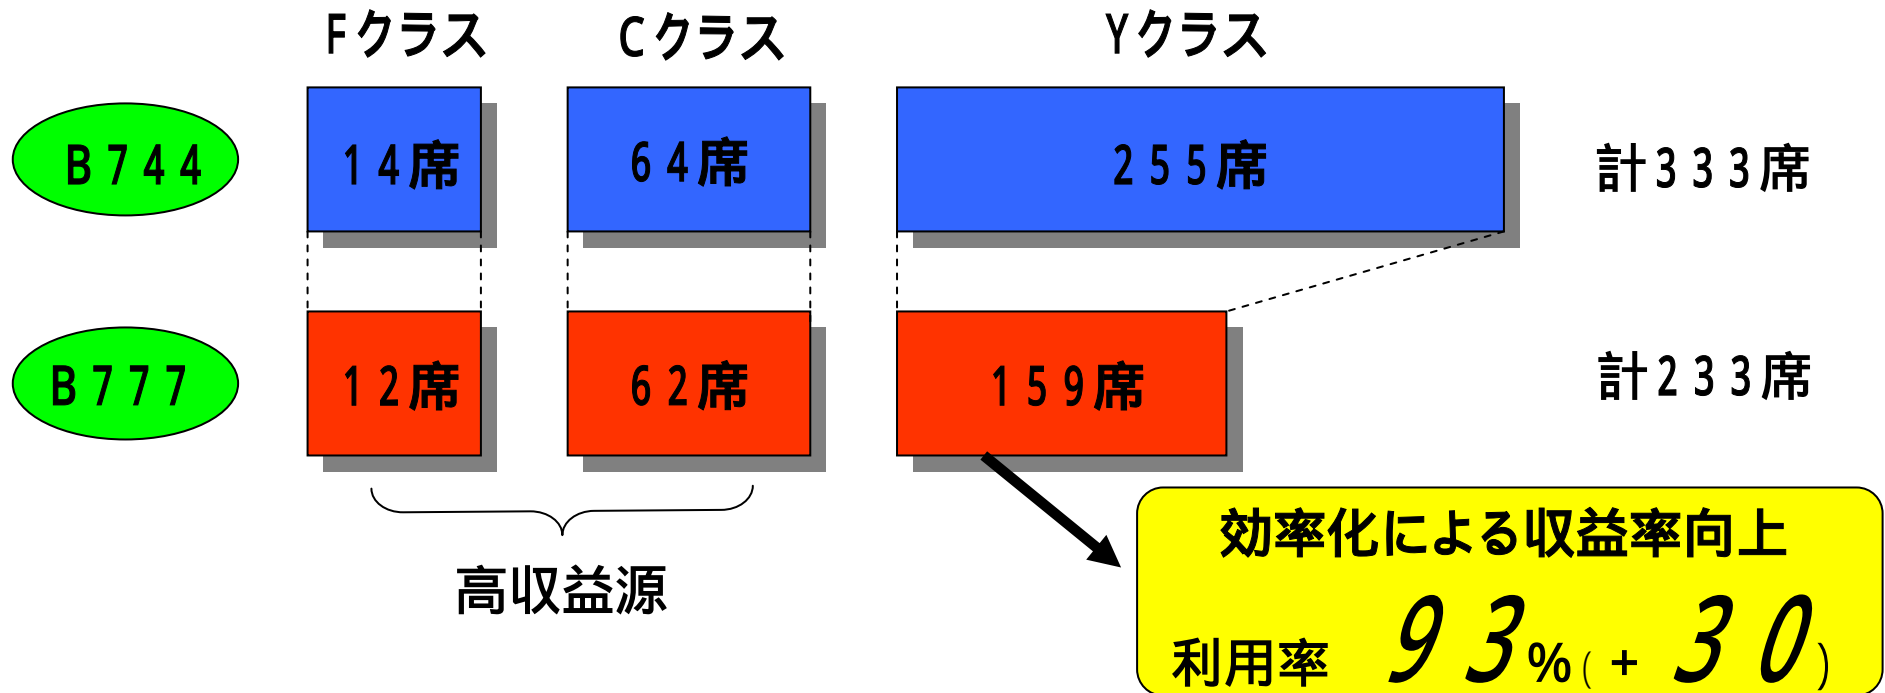 Fクラス Cクラス Yクラス
B744 14席 64席 255席 計333席
B777 12席 62席 159席 計233席
高収益源
効率化による収益率向上
利用率 93%(+30)